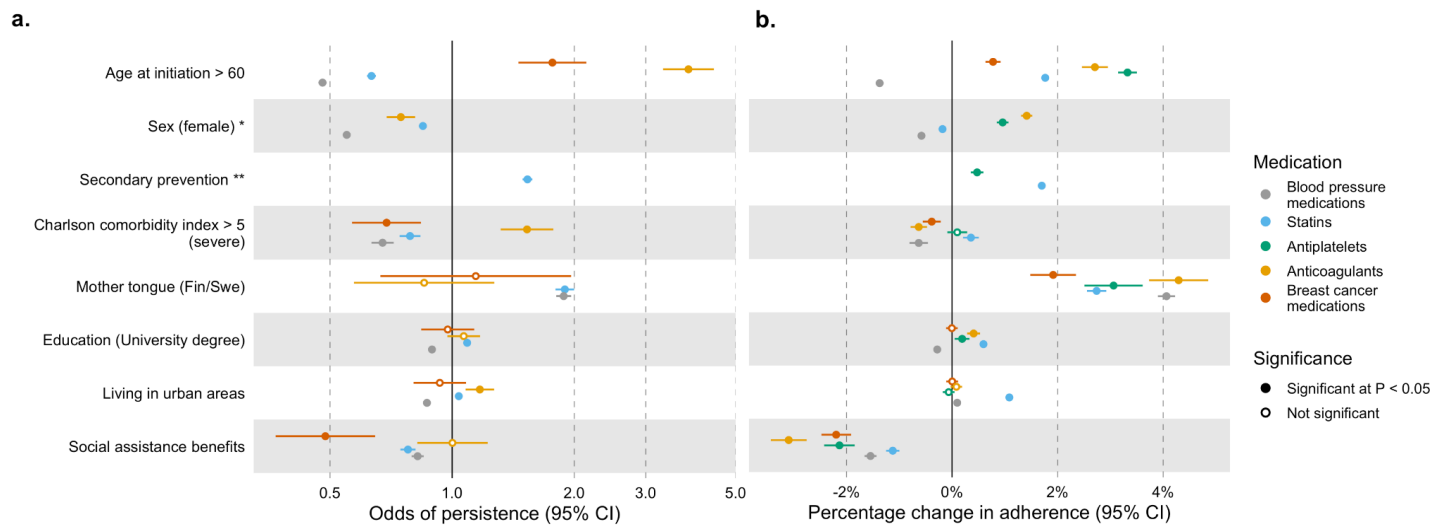 a.
b.
Age at initiation > 60
Sex (female) *
Secondary prevention **
Charlson comorbidity index > 5
(severe)
Mother tongue (Fin/Swe)
Education (University degree)
Living in urban areas
Social assistance benefits
0.5
1.0
2.0
3.0
5.0
Odds of persistence (95% CI)
-2%
0%
2%
4%
Percentage change in adherence (95% CI)
Medication
Blood pressure
medications
Statins
Antiplatelets
Anticoagulants
Breast cancer
medications
Significance
Significant at P < 0.05
Not significant